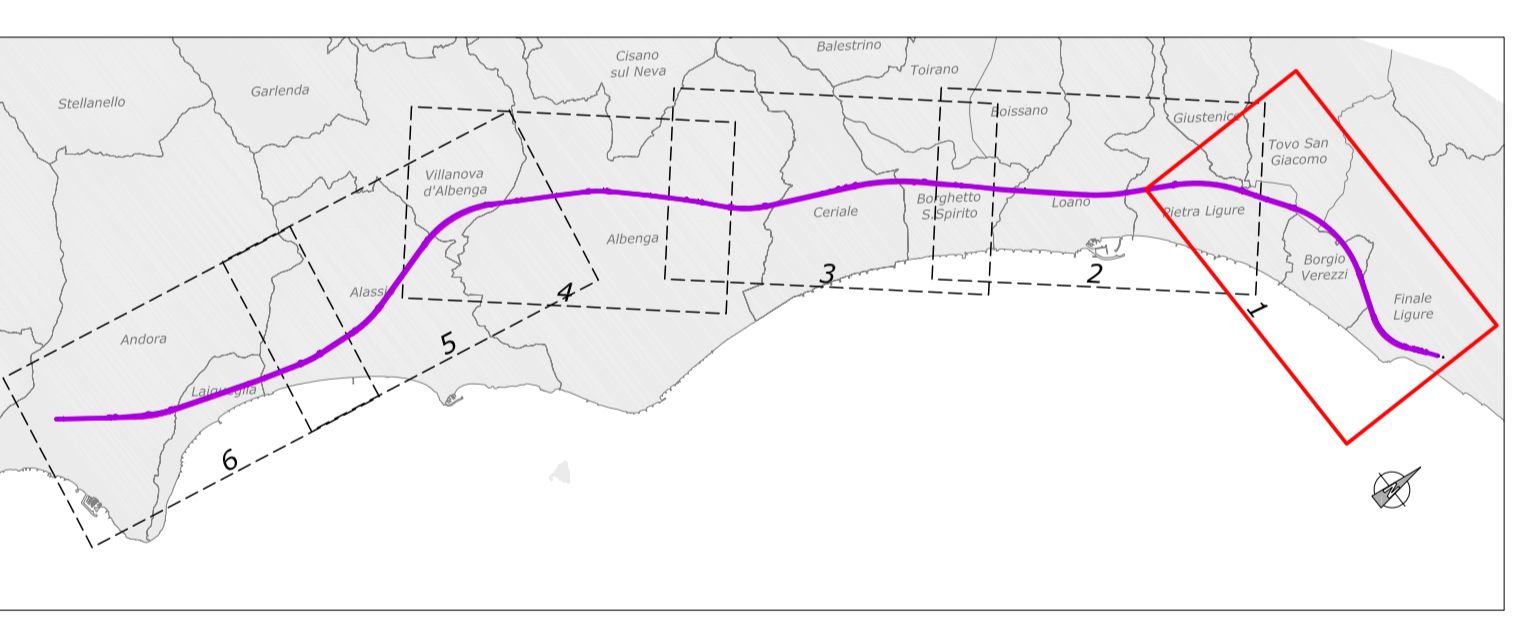 Balestrino
Cisano
sul Neva
Toirano
Garlenda
Stellanello
Boissano
Giustenice
Tovo San
Giacomo
Villanova
d'Albenga
Borghetto
S.Spirito
Loano
Pietra Ligure
Ceriale
Albenga
Borgio
Verezzi
Finale
Ligure
3
2
4
1
Alassio
Andora
5
Laigueglia
6